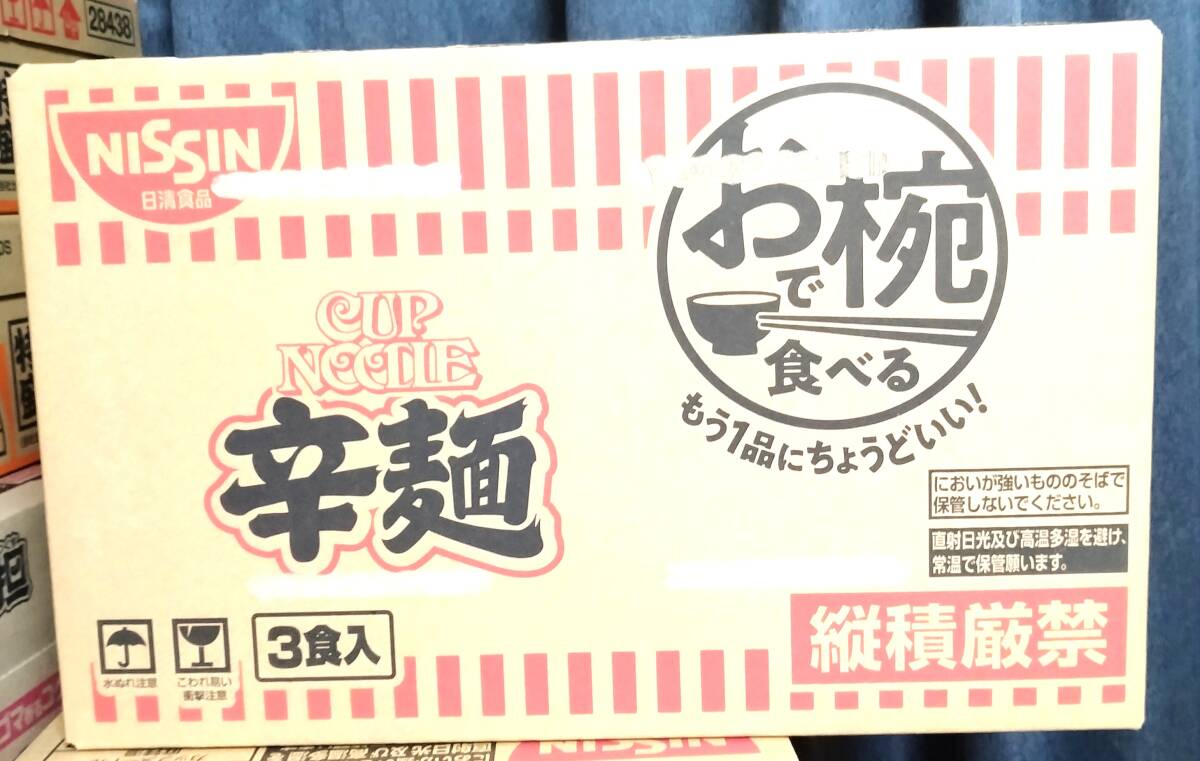 28438
NISSIN
日清食品
お椀
で
食べる
もう1品にちょうどいい!
CUP
NOODLE
辛麺
においが強いもののそばで
保管しないでください。
直射日光及び高温多湿を避け、
常温で保管願います。
縦積厳禁
水ぬれ注意
こわれ易い
衝撃注意
3食入
NISSIN